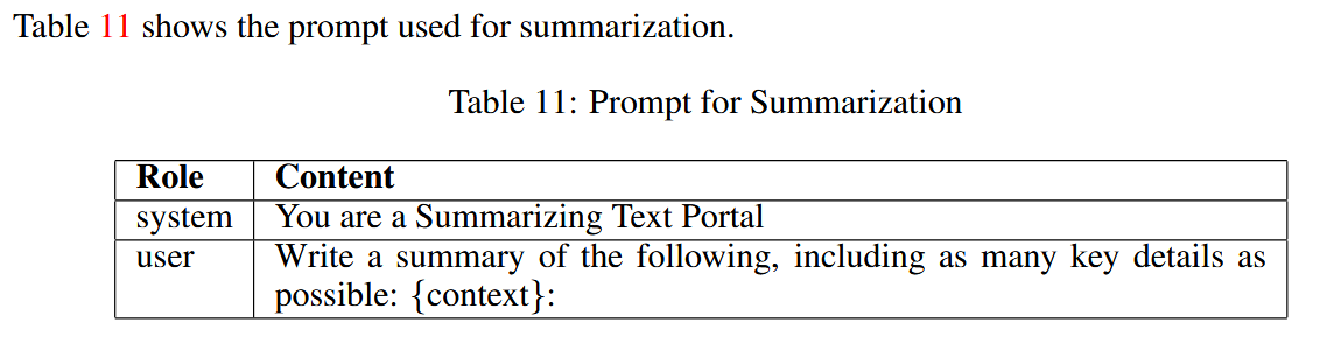 Table 11 shows the prompt used for summarization.
Table 11: Prompt for Summarization
Role Content
system You are a Summarizing Text Portal
user Write a summary of the following, including as many key details as
possible: {context}: